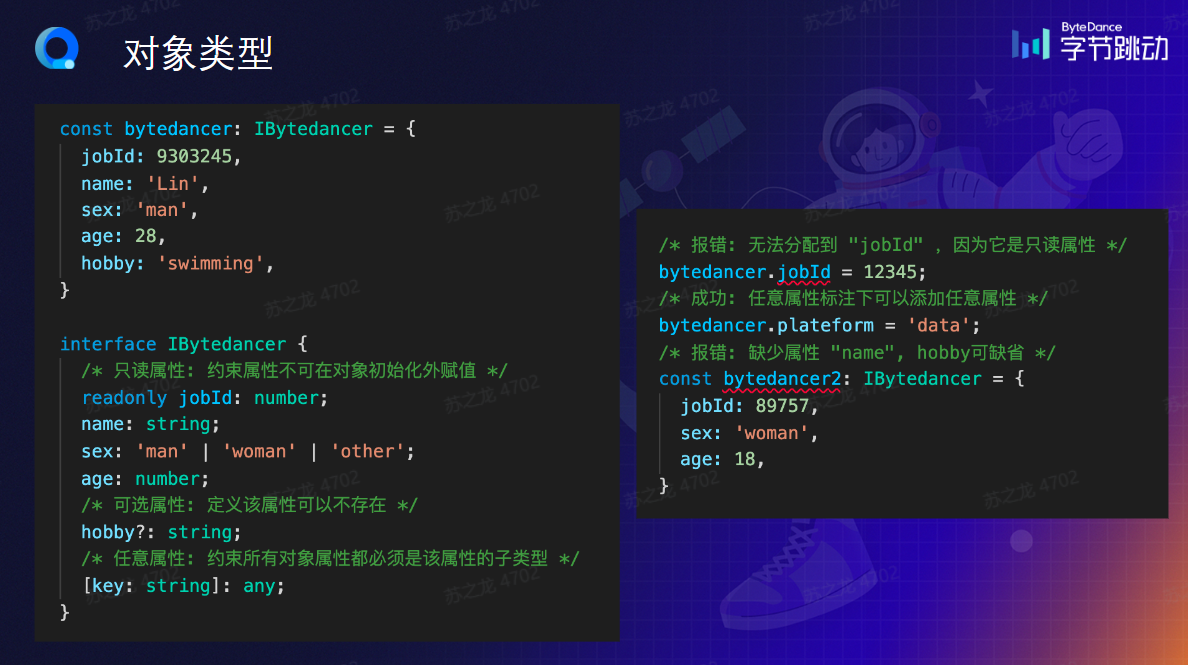 对象类型
ByteDance
字节跳动
const bytedancer: IBytedancer = {
jobId: 9303245,
name: 'Lin',
sex: 'man',
age: 28,
hobby: 'swimming',
}
interface IBytedancer {
/* 只读属性: 约束属性不可在对象初始化外赋值 */
readonly jobId: number;
name: string;
sex: 'man' | 'woman' | 'other';
age: number;
/* 可选属性: 定义该属性可以不存在 */
hobby?: string;
/* 任意属性: 约束所有对象属性都必须是该属性的子类型 */
[key: string]: any;
}
/* 报错: 无法分配到 "jobId" ，因为它是只读属性 */
bytedancer.jobId = 12345;
/* 成功: 任意属性标注下可以添加任意属性 */
bytedancer.plateform = 'data';
/* 报错: 缺少属性 "name", hobby可缺省 */
const bytedancer2: IBytedancer = {
jobId: 89757,
sex: 'woman',
age: 18,
}
苏之龙 4702